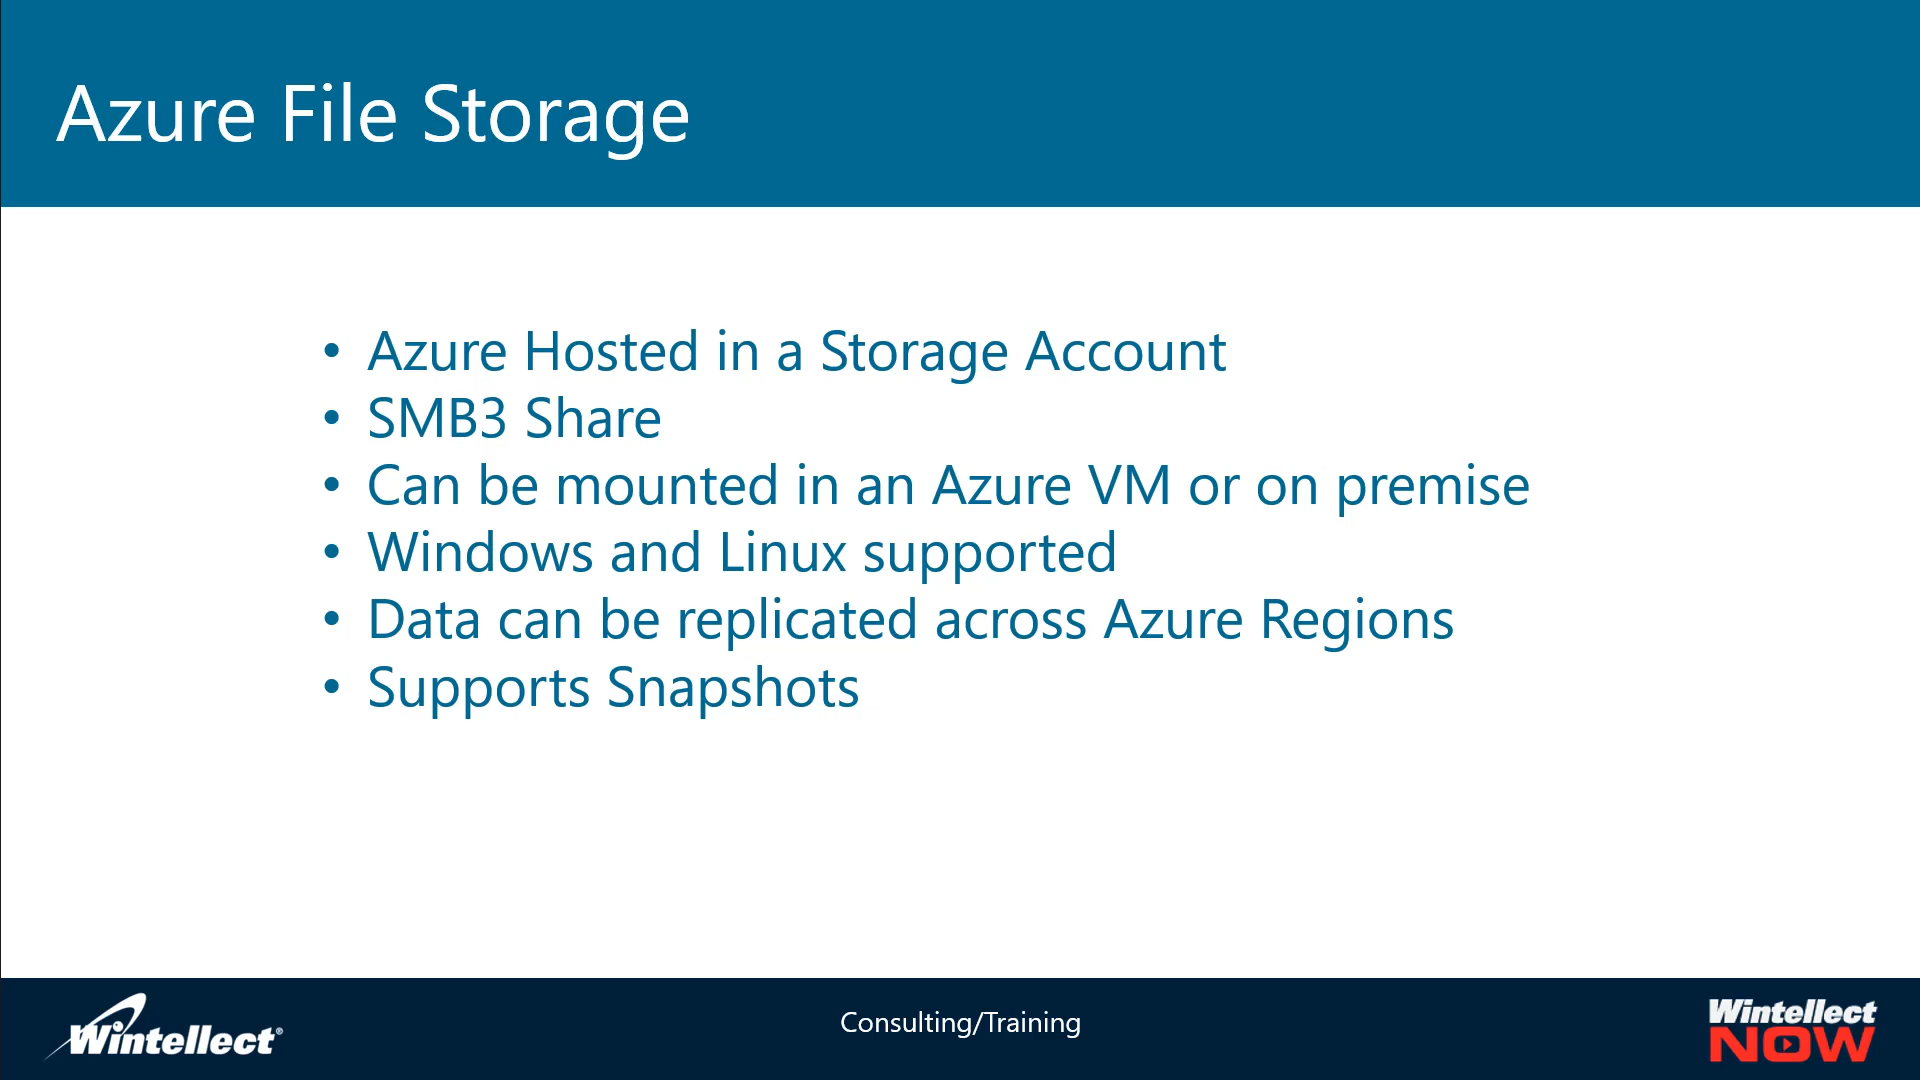 Azure File Storage
• Azure Hosted in a Storage Account
• SMB3 Share
• Can be mounted in an Azure VM or on premise
• Windows and Linux supported
• Data can be replicated across Azure Regions
• Supports Snapshots
Wintellect®
Consulting/Training
Wintellect
NOW